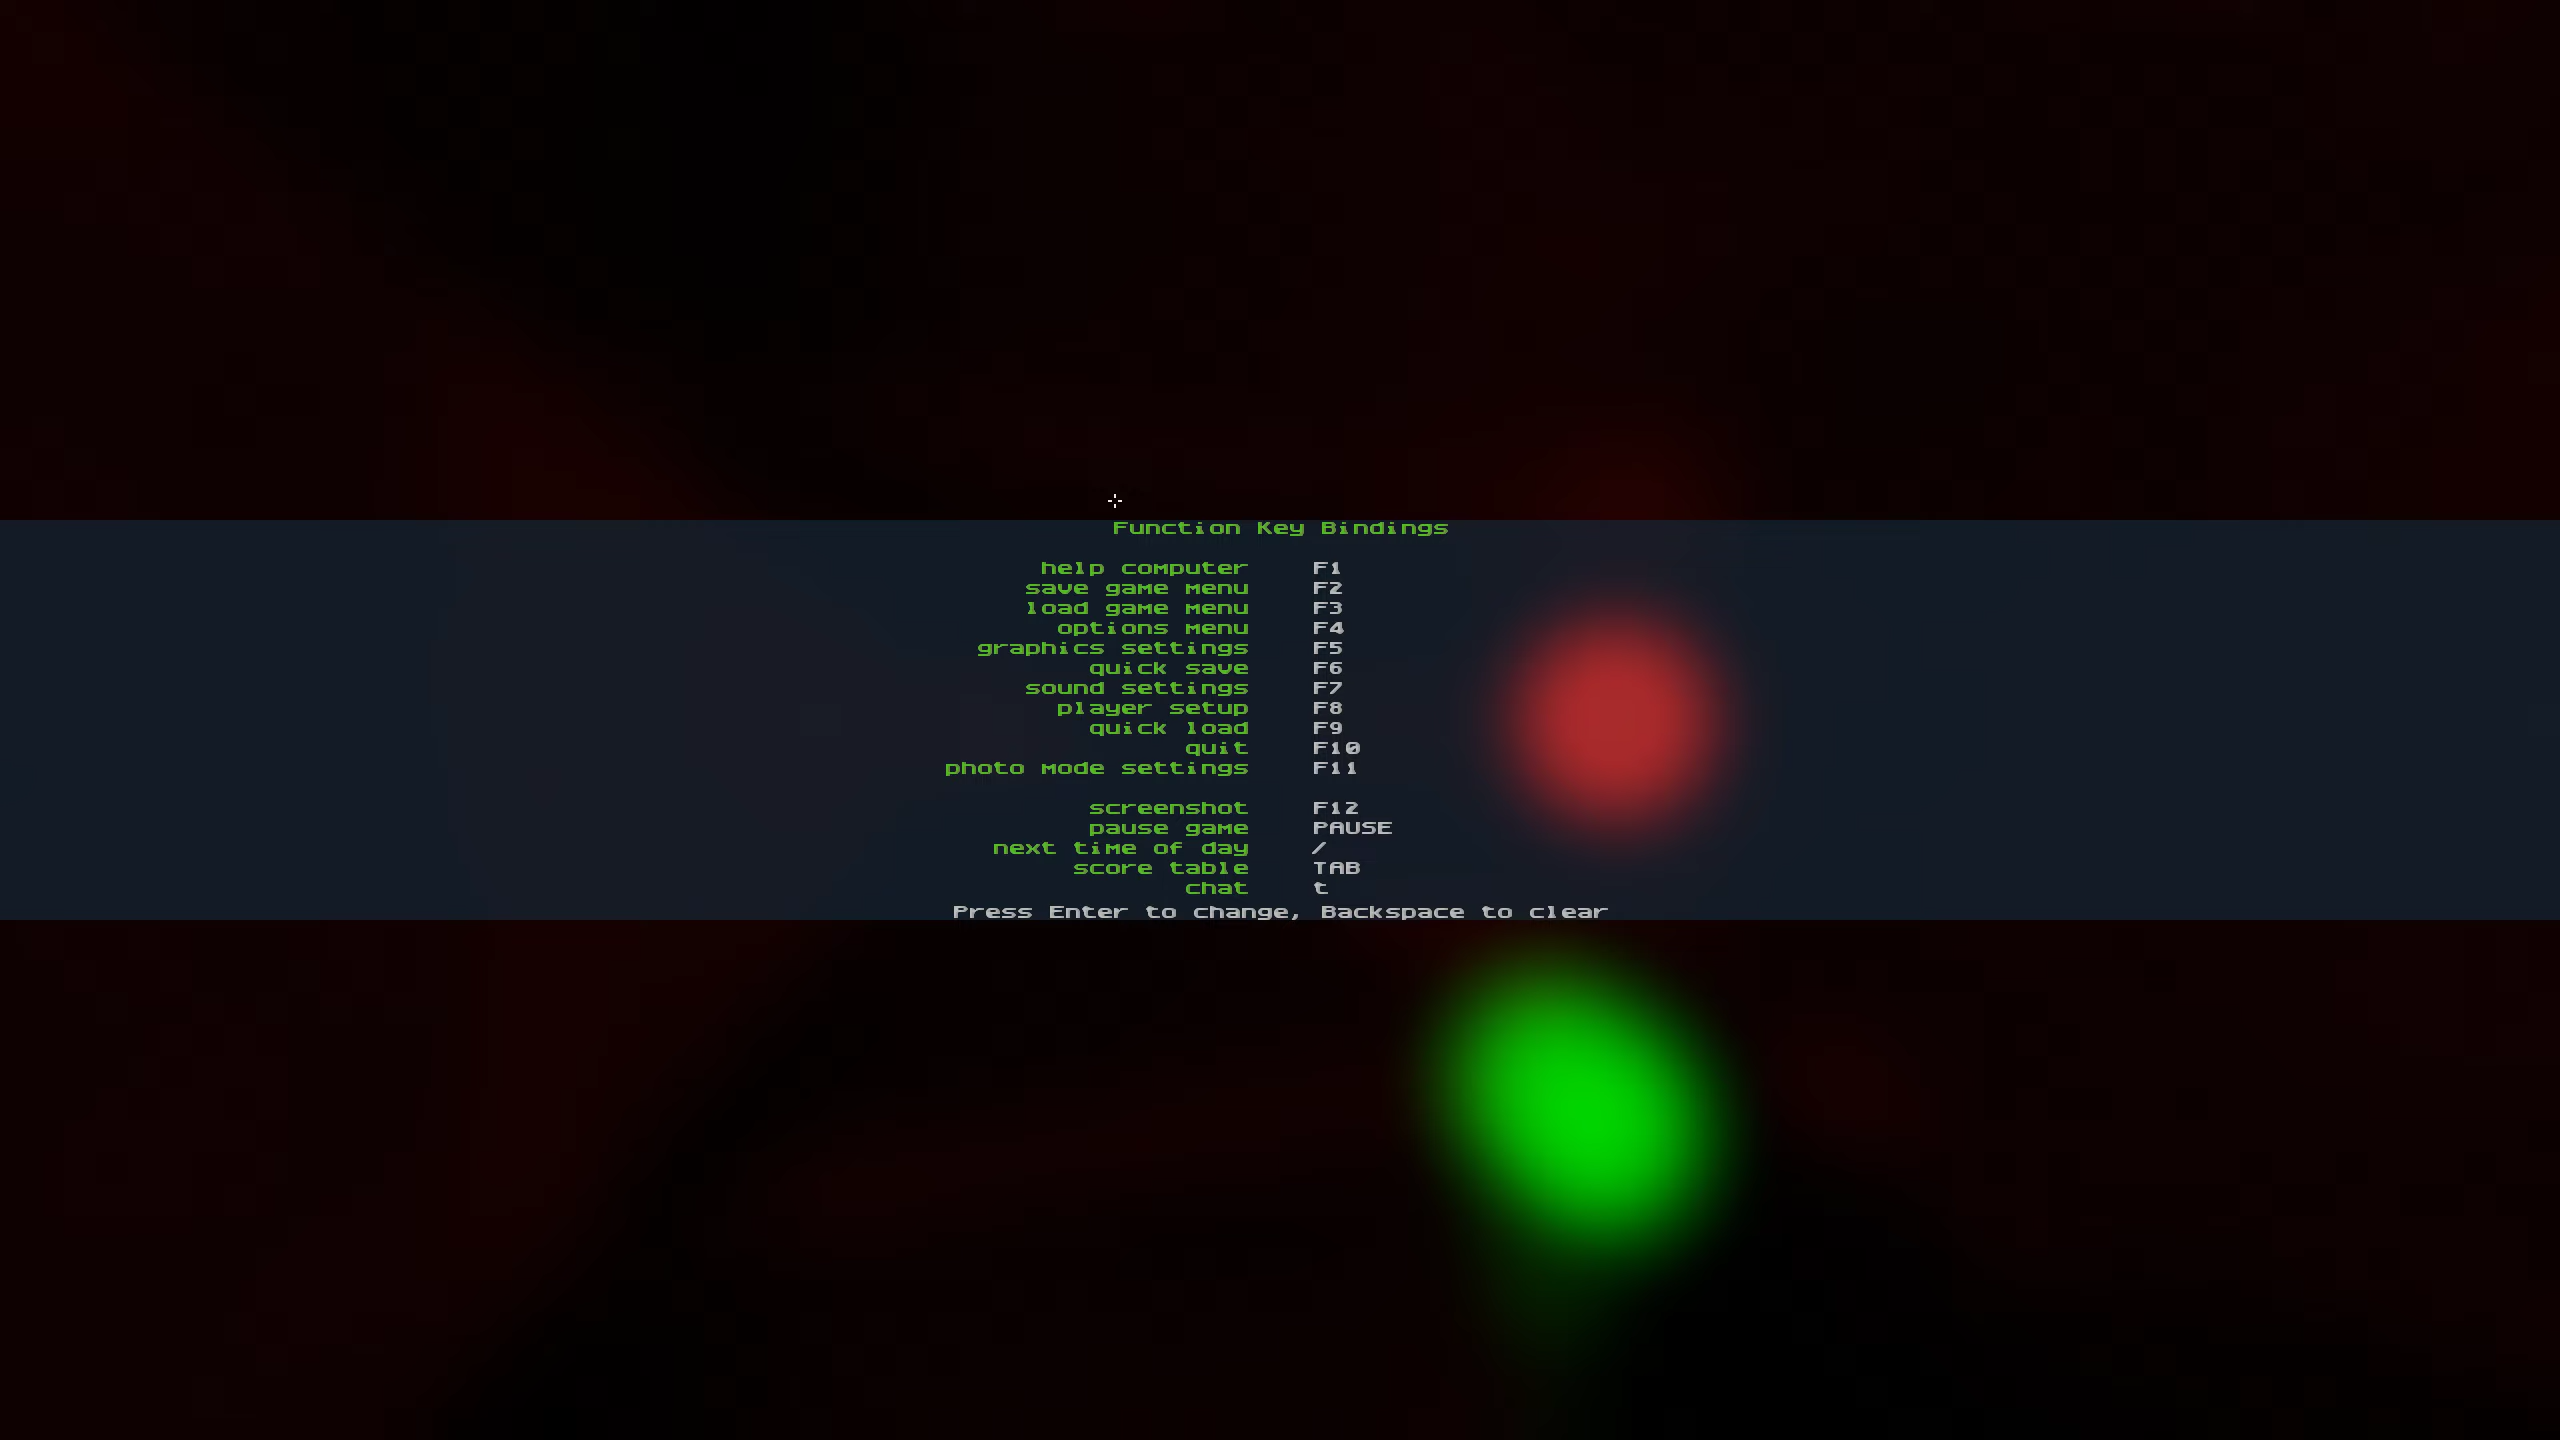 Function Key Bindings
help computer F1
save game menu F2
load game menu F3
options menu F4
graphics settings F5
quick save F6
sound settings F7
player setup F8
quick load F9
quit F10
photo mode settings F11
screenshot F12
pause game PAUSE
next time of day /
score table TAB
chat t
Press Enter to change, Backspace to clear